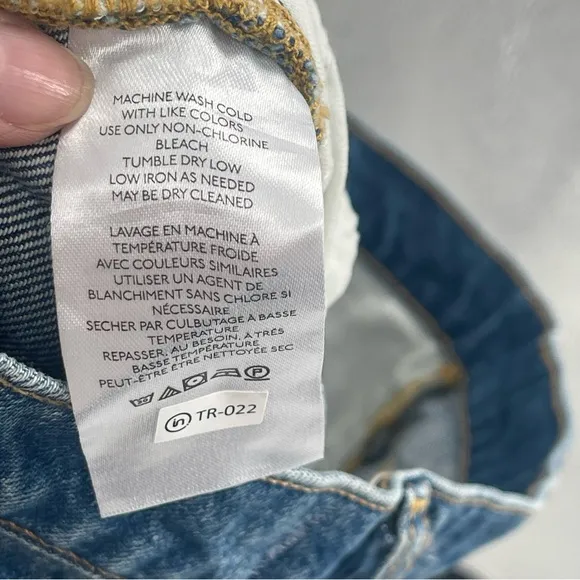 MACHINE WASH COLD
WITH LIKE COLORS
USE ONLY NON-CHLORINE
BLEACH
TUMBLE DRY LOW
LOW IRON AS NEEDED
MAY BE DRY CLEANED
LAVAGE EN MACHINE À
TEMPÉRATURE FROIDE
AVEC COULEURS SIMILAIRES
UTILISER UN AGENT DE
BLANCHIMENT SANS CHLORE SI
NÉCESSAIRE
SECHER PAR CULBUTAGE À BASSE
TEMPERATURE
REPASSER, AU BESOIN, À TRÉS
BASSE TEMPÉRATURE
PEUT-ÊTRE ÊTRE NETTOYÉE SEC
in TR-022